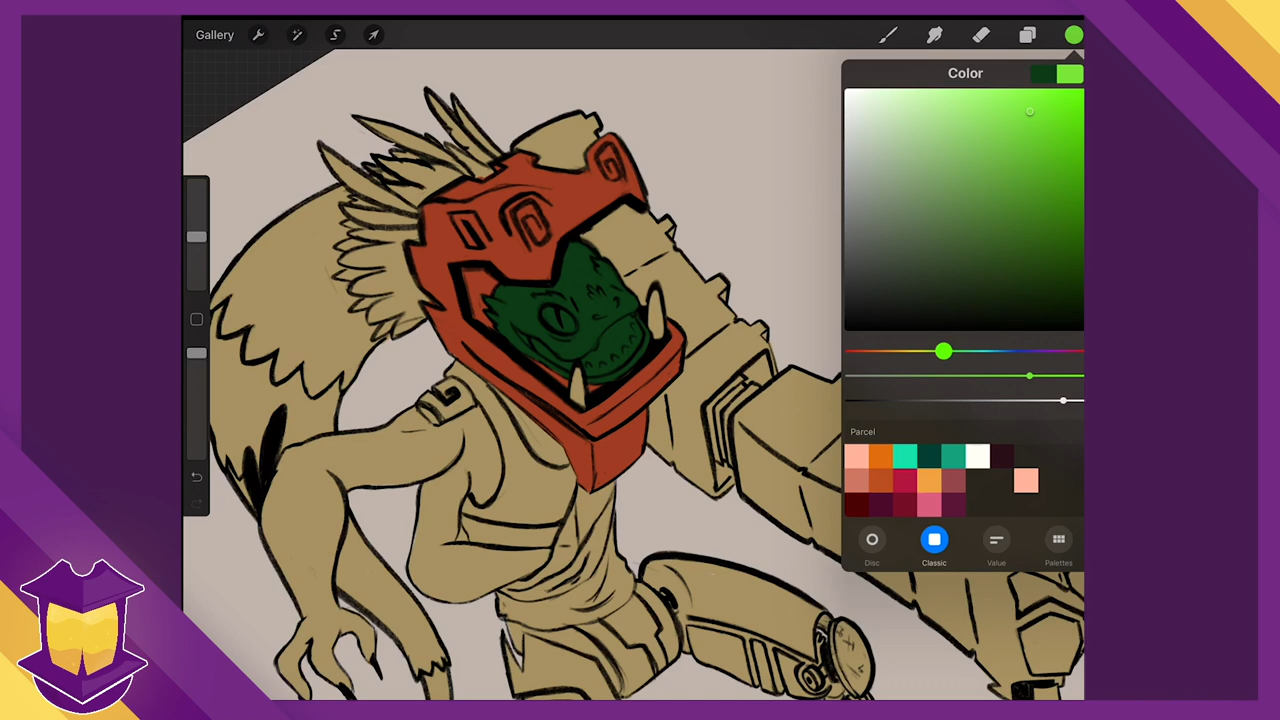 Gallery
Color
Parcel
Disc
Classic
Value
Palettes